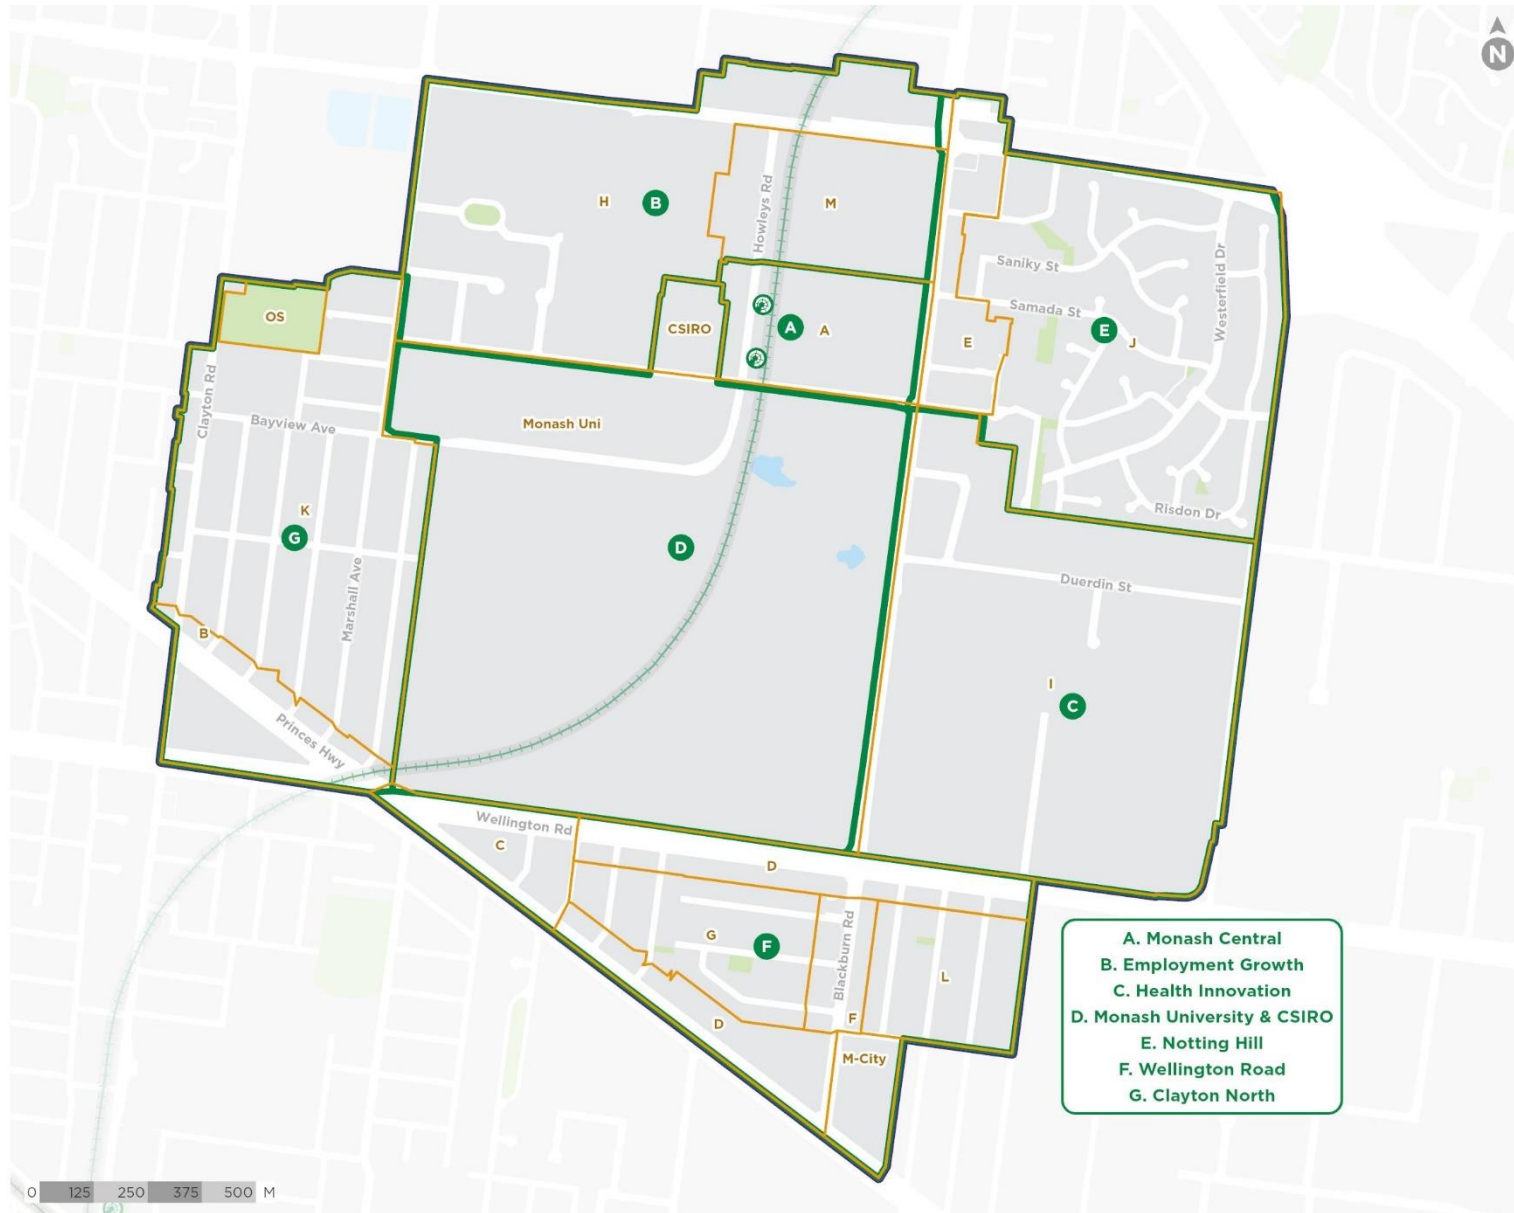 N
H
B
M
Howleys Rd
Saniky St
Samada St
Westerfield Dr
OS
CSIRO
A
A
E
E
J
Clayton Rd
Bayview Ave
Monash Uni
K
G
D
Risdon Dr
Duerdin St
Marshall Ave
B
I
C
Princes Hwy
Wellington Rd
C
D
G
F
Blackburn Rd
L
D
F
M-City
A. Monash Central
B. Employment Growth
C. Health Innovation
D. Monash University & CSIRO
E. Notting Hill
F. Wellington Road
G. Clayton North
0 125 250 375 500 M